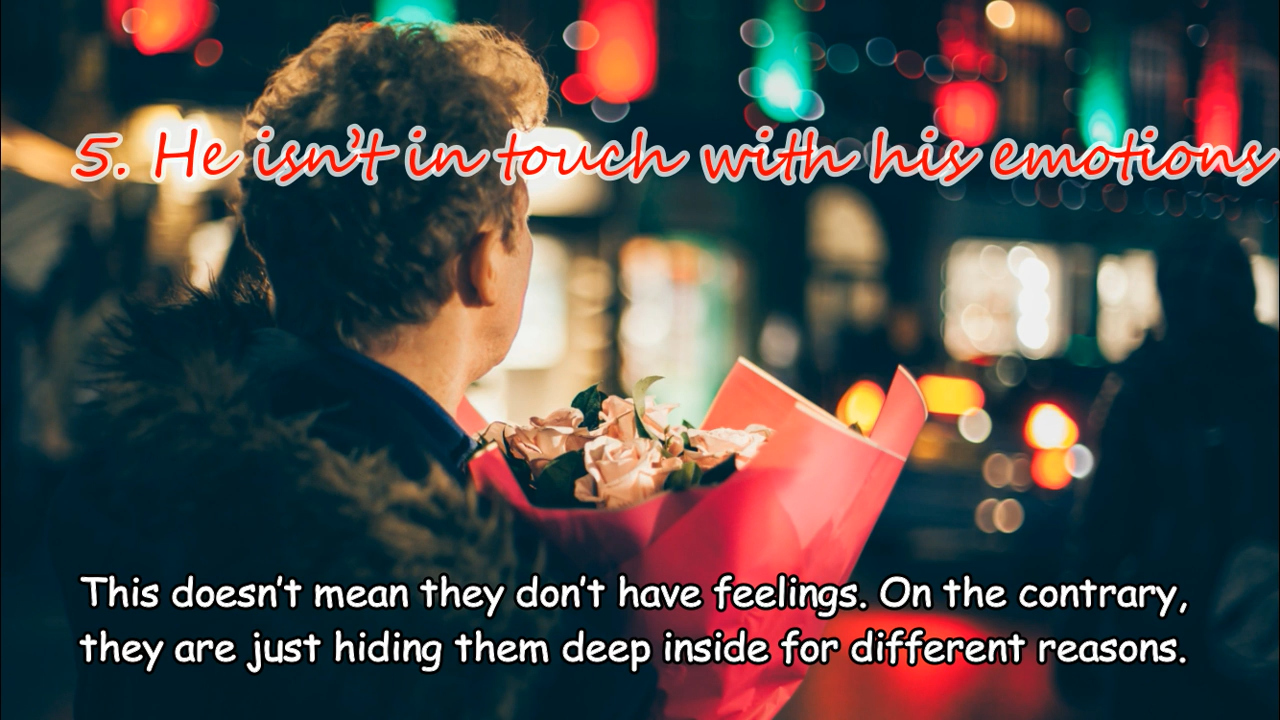 5. He isn’t in touch with his emotions
This doesn’t mean they don’t have feelings. On the contrary,
they are just hiding them deep inside for different reasons.